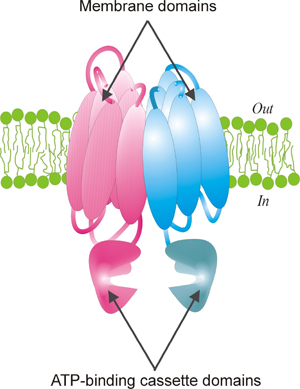 Membrane domains
Out
In
ATP-binding cassette domains